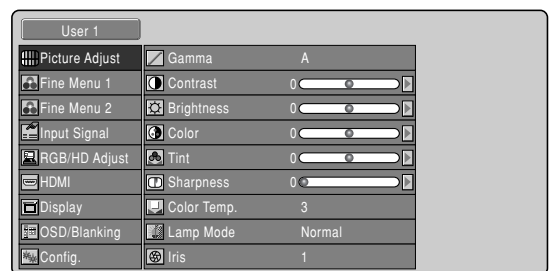 User 1
Picture Adjust Gamma A
Fine Menu 1 Contrast 0
Fine Menu 2 Brightness 0
Input Signal Color 0
RGB/HD Adjust Tint 0
HDMI Sharpness 0
Display Color Temp. 3
OSD/Blanking Lamp Mode Normal
Config. Iris 1